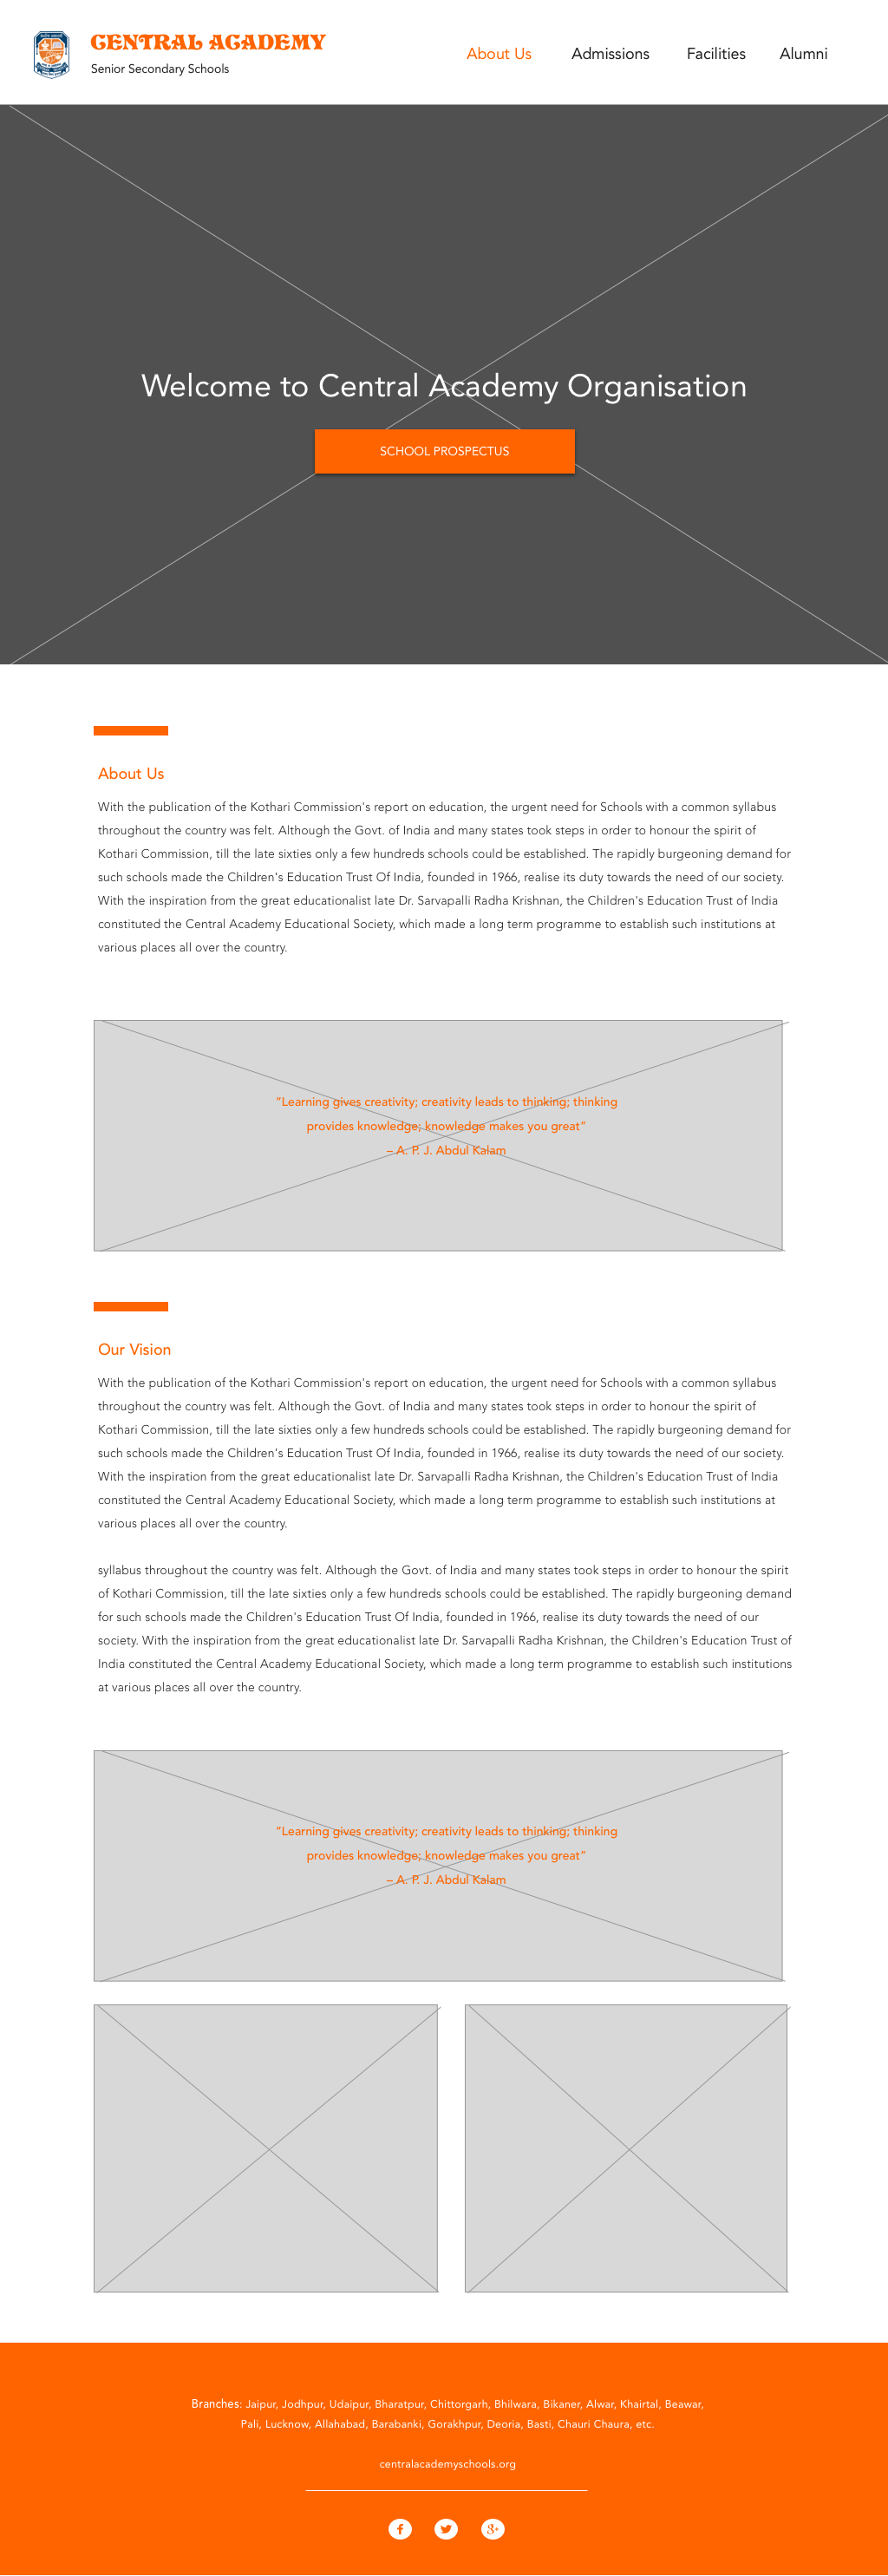 CENTRAL ACADEMY
Senior Secondary Schools
About Us
Admissions
Facilities
Alumni
Welcome to Central Academy Organisation
SCHOOL PROSPECTUS
About Us
With the publication of the Kothari Commission's report on education, the urgent need for Schools with a common syllabus
throughout the country was felt. Although the Govt. of India and many states took steps in order to honour the spirit of
Kothari Commission, till the late sixties only a few hundreds schools could be established. The rapidly burgeoning demand for
such schools made the Children's Education Trust Of India, founded in 1966, realise its duty towards the need of our society.
With the inspiration from the great educationalist late Dr. Sarvapalli Radha Krishnan, the Children's Education Trust of India
constituted the Central Academy Educational Society, which made a long term programme to establish such institutions at
various places all over the country.
"Learning gives creativity; creativity leads to thinking; thinking
provides knowledge; knowledge makes you great"
– A. P. J. Abdul Kalam
Our Vision
With the publication of the Kothari Commission's report on education, the urgent need for Schools with a common syllabus
throughout the country was felt. Although the Govt. of India and many states took steps in order to honour the spirit of
Kothari Commission, till the late sixties only a few hundreds schools could be established. The rapidly burgeoning demand for
such schools made the Children's Education Trust Of India, founded in 1966, realise its duty towards the need of our society.
With the inspiration from the great educationalist late Dr. Sarvapalli Radha Krishnan, the Children's Education Trust of India
constituted the Central Academy Educational Society, which made a long term programme to establish such institutions at
various places all over the country.
syllabus throughout the country was felt. Although the Govt. of India and many states took steps in order to honour the spirit
of Kothari Commission, till the late sixties only a few hundreds schools could be established. The rapidly burgeoning demand
for such schools made the Children's Education Trust Of India, founded in 1966, realise its duty towards the need of our
society. With the inspiration from the great educationalist late Dr. Sarvapalli Radha Krishnan, the Children's Education Trust of
India constituted the Central Academy Educational Society, which made a long term programme to establish such institutions
at various places all over the country.
"Learning gives creativity; creativity leads to thinking; thinking
provides knowledge; knowledge makes you great"
– A. P. J. Abdul Kalam
Branches: Jaipur, Jodhpur, Udaipur, Bharatpur, Chittorgarh, Bhilwara, Bikaner, Alwar, Khairtal, Beawar,
Pali, Lucknow, Allahabad, Barabanki, Gorakhpur, Deoria, Basti, Chauri Chaura, etc.
centralacademyschools.org